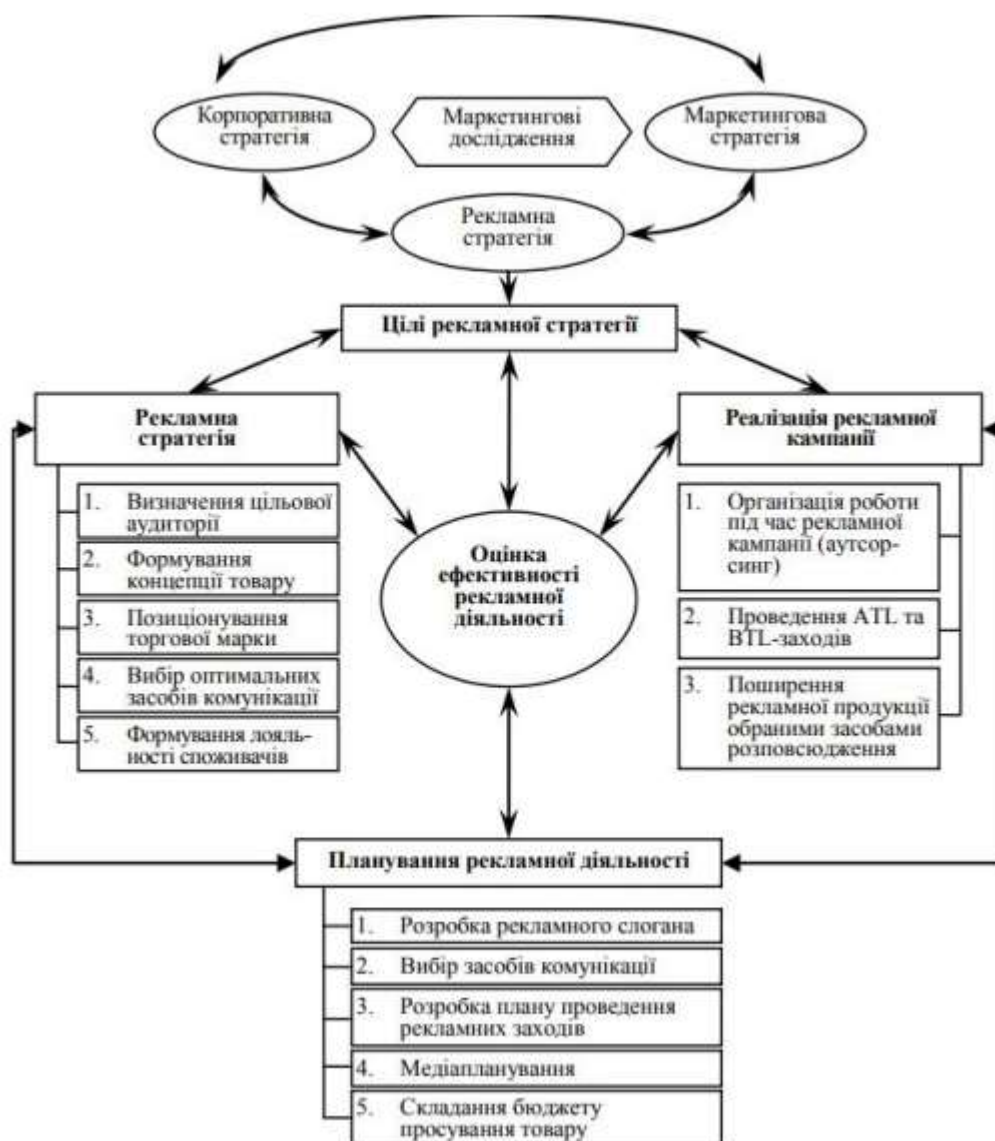 Корпоративна
стратегія
Маркетингові
дослідження
Маркетингова
стратегія
Рекламна
стратегія
Цілі рекламної стратегії
Рекламна
стратегія
1. Визначення цільової
аудиторії
2. Формування
концепції товару
3. Позиціонування
торгової марки
4. Вибір оптимальних
засобів комунікації
5. Формування лояль-
ності споживачів
Оцінка
ефективності
рекламної
діяльності
Реалізація рекламної
кампанії
1. Організація роботи
під час рекламної
кампанії (аутсор-
синг)
2. Проведення ATL та
BTL-заходів
3. Поширення
рекламної продукції
обраними засобами
розповсюдження
Планування рекламної діяльності
1. Розробка рекламного слогана
2. Вибір засобів комунікації
3. Розробка плану проведення
рекламних заходів
4. Медіапланування
5. Складання бюджету
просування товару